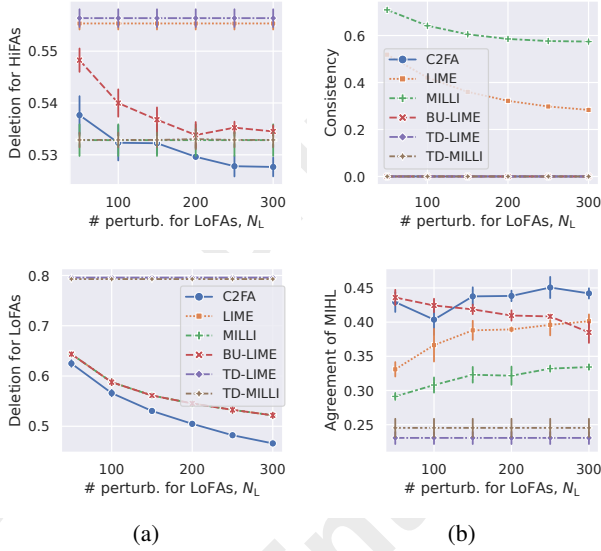 Deletion for HiFAs
0.55
0.54
0.53
100
200
300
# perturb. for LoFAs, N_L
Consistency
0.6
0.4
0.2
0.0
C2FA
LIME
MILLI
BU-LIME
TD-LIME
TD-MILLI
100
200
300
# perturb. for LoFAs, N_L
Deletion for LoFAs
0.8
0.7
0.6
0.5
C2FA
LIME
MILLI
BU-LIME
TD-LIME
TD-MILLI
100
200
300
# perturb. for LoFAs, N_L
Agreement of MIHL
0.45
0.40
0.35
0.30
0.25
100
200
300
# perturb. for LoFAs, N_L
(a)
(b)